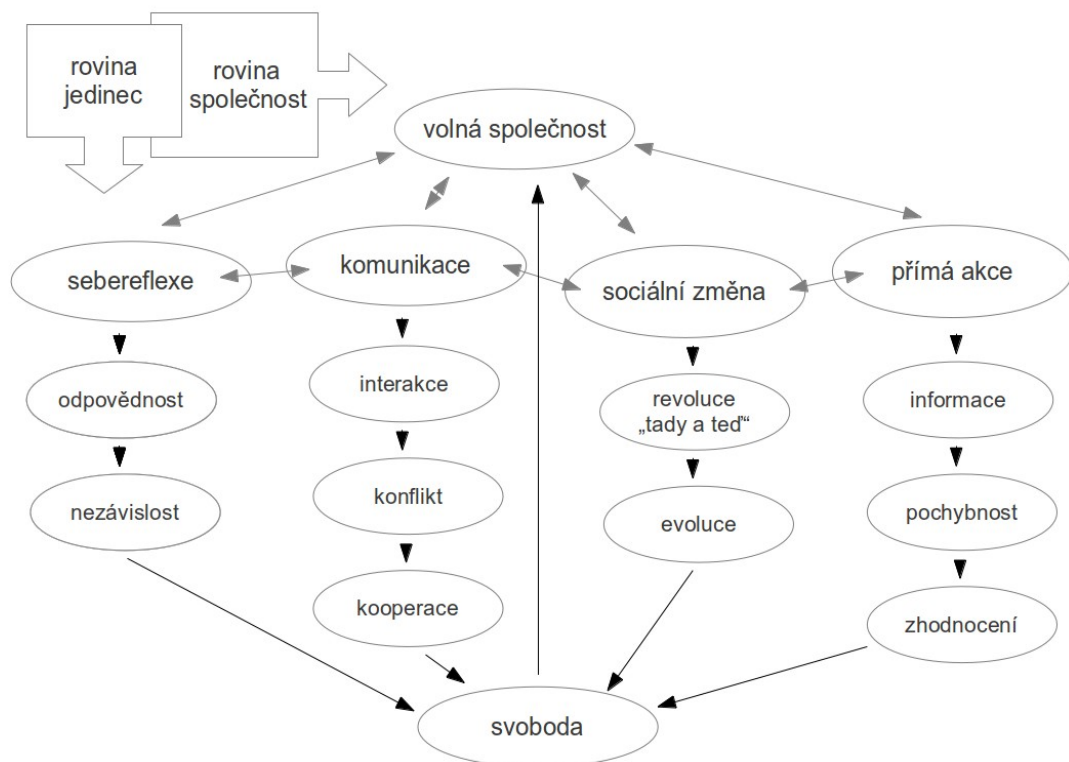 rovina
jedinec
rovina
společnost
volná společnost
sebereflexe
komunikace
sociální změna
přímá akce
odpovědnost
interakce
revoluce
„tady a teď“
informace
nezávislost
konflikt
evoluce
pochybnost
kooperace
zhodnocení
svoboda